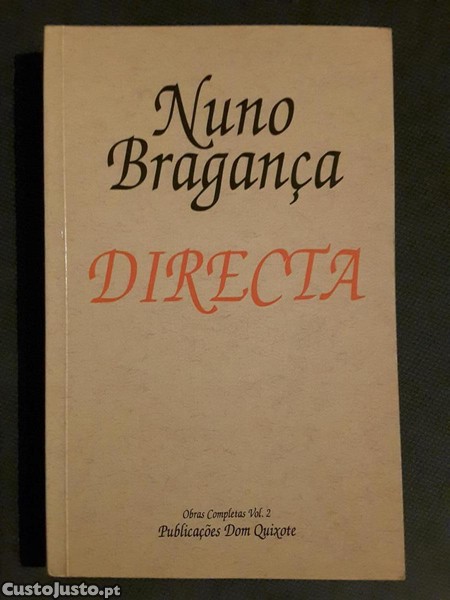 Nuno
Bragança
DIRECTA
Obras Completas Vol. 2
Publicações Dom Quixote
CustoJusto.pt